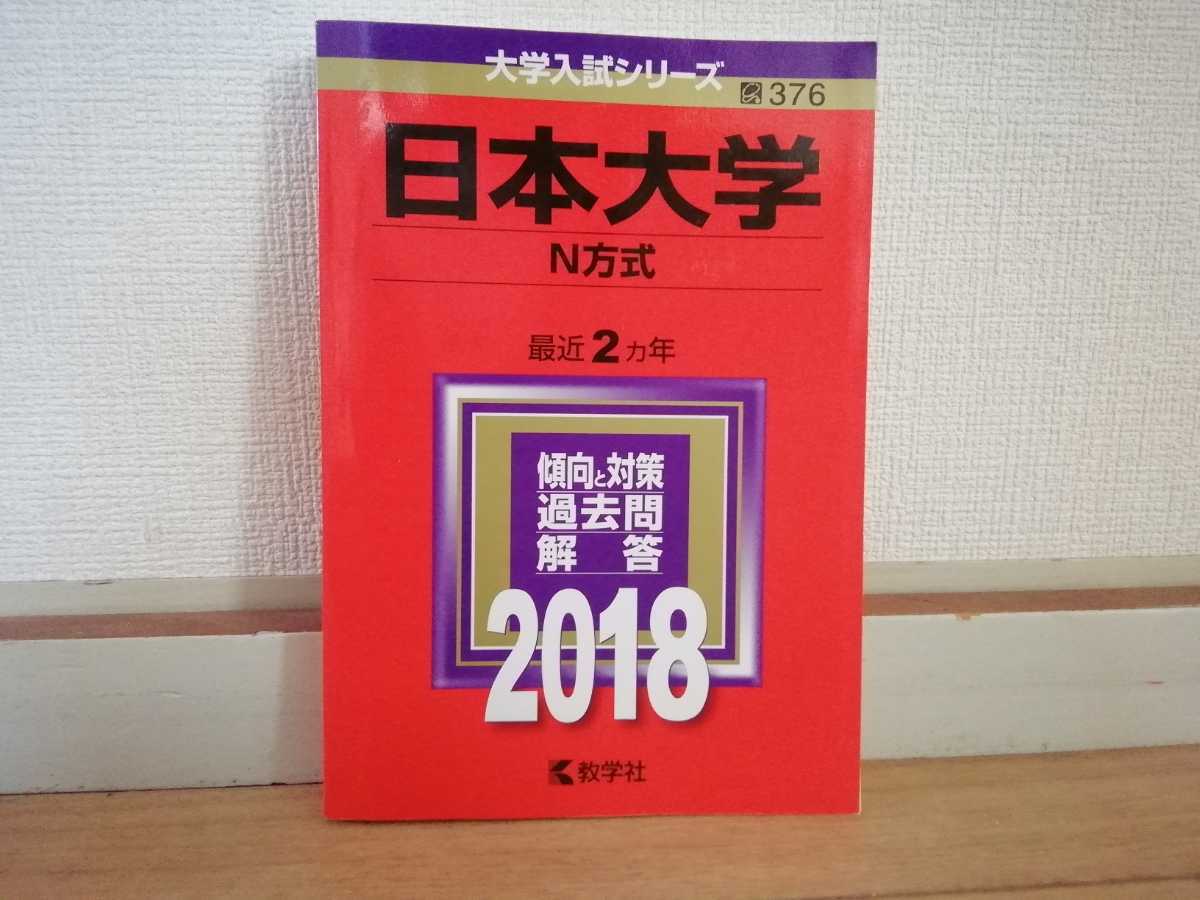 大学入試シリーズ
376
日本大学
N方式
最近2カ年
傾向と対策
過去問
解答
2018
教学社